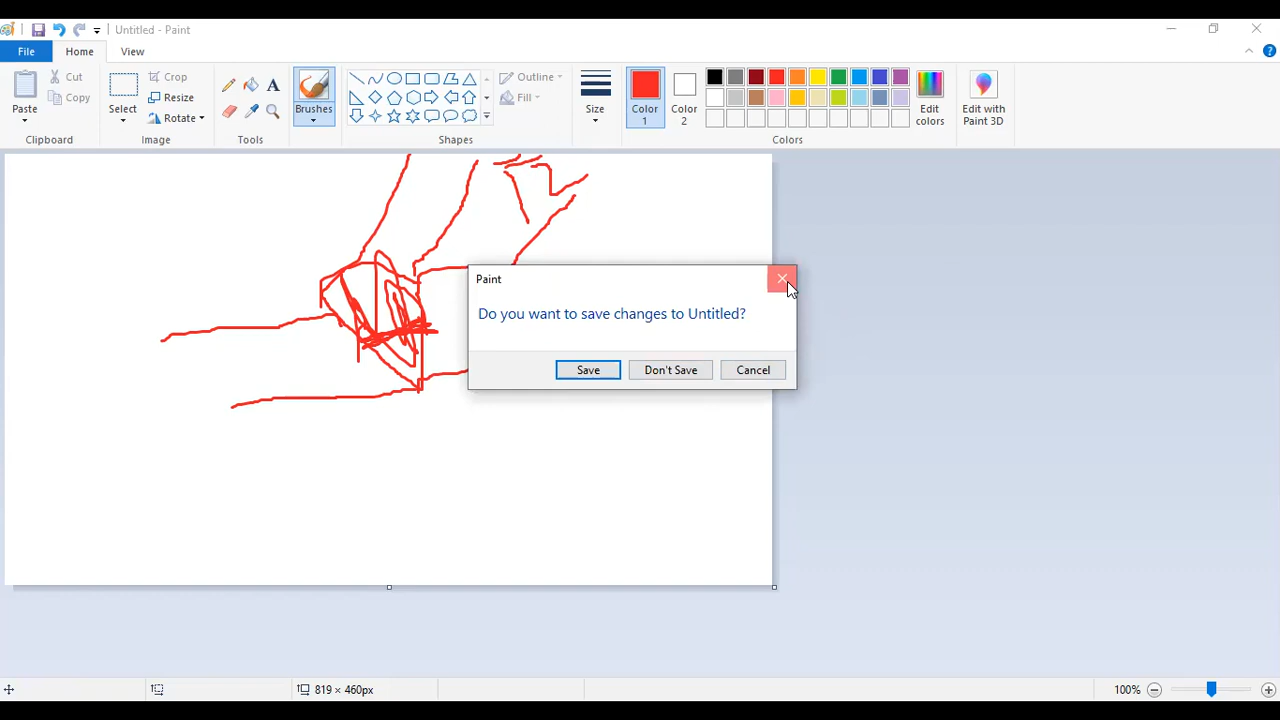 Untitled - Paint
File Home View
Paste
Cut
Copy
Clipboard
Select
Crop
Resize
Rotate
Image
Tools
Brushes
Outline
Fill
Shapes
Size
Color
1
Color
2
Edit
colors
Colors
Edit with
Paint 3D
Paint
Do you want to save changes to Untitled?
Save Don't Save Cancel
819 × 460px
100%